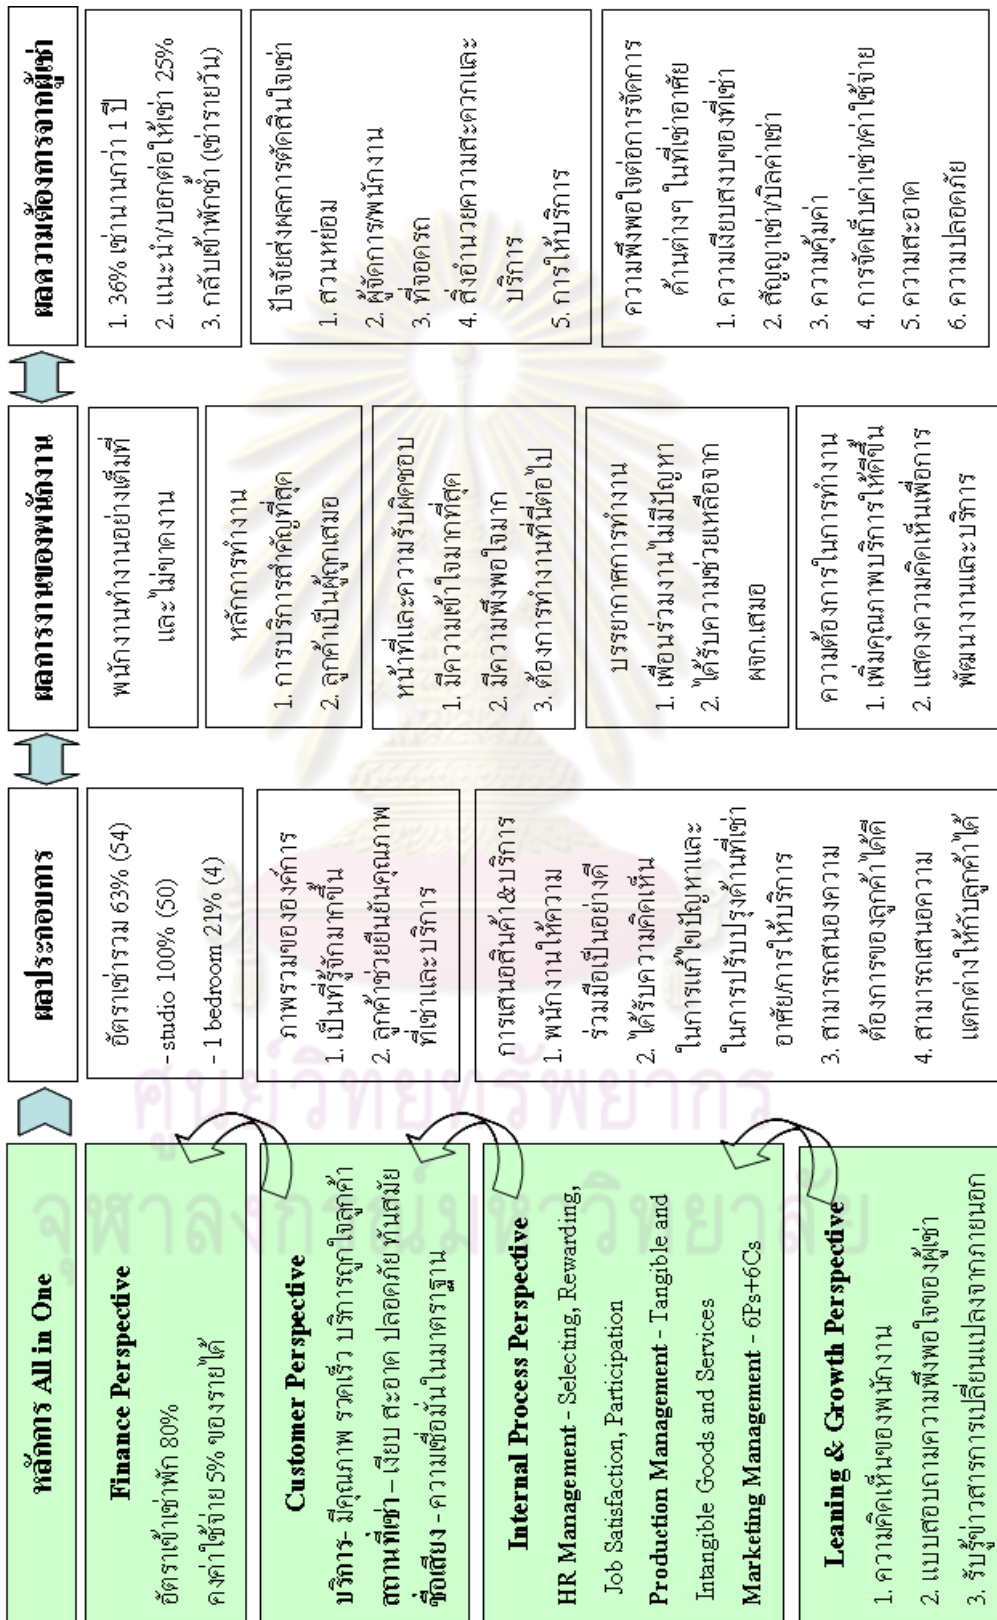 หลักการ All in One
Finance Perspective
อัตราเข้าเช่าพัก 80%
คงค่าใช้จ่าย 5% ของรายได้
Customer Perspective
บริการ- มีคุณภาพ รวดเร็ว บริการถูกใจลูกค้า
สถานที่เช่า – เงียบ สะอาด ปลอดภัย ทันสมัย
ชื่อเสียง - ความเชื่อมั่นในมาตราฐาน
Internal Process Perspective
HR Management - Selecting, Rewarding,
Job Satisfaction, Participation
Production Management - Tangible and
Intangible Goods and Services
Marketing Management - 6Ps+6Cs
Leaning & Growth Perspective
1. ความคิดเห็นของพนักงาน
2. แบบสอบถามความพึงพอใจของผู้เช่า
3. รับรู้ข่าวสารการเปลี่ยนแปลงจากภายนอก
ผลประกอบการ
อัตราเช่ารวม 63% (54)
- studio 100% (50)
- 1 bedroom 21% (4)
ภาพรวมขององค์การ
1. เป็นที่รู้จักมากขึ้น
2. ลูกค้าช่วยยืนยันคุณภาพ
ที่เช่าและบริการ
การเสนอสินค้า&บริการ
1. พนักงานให้ความ
ร่วมมือเป็นอย่างดี
2. ได้รับความคิดเห็น
ในการแก้ไขปัญหาและ
ในการปรับปรุงด้านที่เช่า
อาศัย/การให้บริการ
3. สามารถสนองความ
ต้องการของลูกค้าได้ดี
4. สามารถเสนอความ
แตกต่างให้กับลูกค้าได้
ผลการงานของพนักงาน
พนักงานทำงานอย่างเต็มที่
และไม่ขาดงาน
หลักการทำงาน
1. การบริการสำคัญที่สุด
2. ลูกค้าเป็นผู้ถูกเสมอ
หน้าที่และความรับผิดชอบ
1. มีความเข้าใจมากที่สุด
2. มีความพึงพอใจมาก
3. ต้องการทำงานที่นี่ต่อไป
บรรยากาศการทำงาน
1. เพื่อนร่วมงานไม่มีปัญหา
2. ได้รับความช่วยเหลือจาก
ผจก.เสมอ
ความต้องการในการทำงาน
1. เพิ่มคุณภาพบริการให้ดีขึ้น
2. แสดงความคิดเห็นเพื่อการ
พัฒนางานและบริการ
ผลความต้องการจากผู้เช่า
1. 36% เช่านานกว่า 1 ปี
2. แนะนำ/บอกต่อให้เช่า 25%
3. กลับเข้าพักซ้ำ (เช่ารายวัน)
ปัจจัยส่งผลการตัดสินใจเช่า
1. สวนหย่อม
2. ผู้จัดการ/พนักงาน
3. ที่จอดรถ
4. สิ่งอำนวยความสะดวกและ
บริการ
5. การให้บริการ
ความพึงพอใจต่อการจัดการ
ด้านต่างๆ ในที่เช่าอาศัย
1. ความเงียบสงบของที่เช่า
2. สัญญาเช่า/บิลค่าเช่า
3. ความคุ้มค่า
4. การจัดเก็บค่าเช่า/ค่าใช้จ่าย
5. ความสะอาด
6. ความปลอดภัย
ศูนย์วิทยทรัพยากร
จุฬาลงกรณ์มหาวิทยาลัย